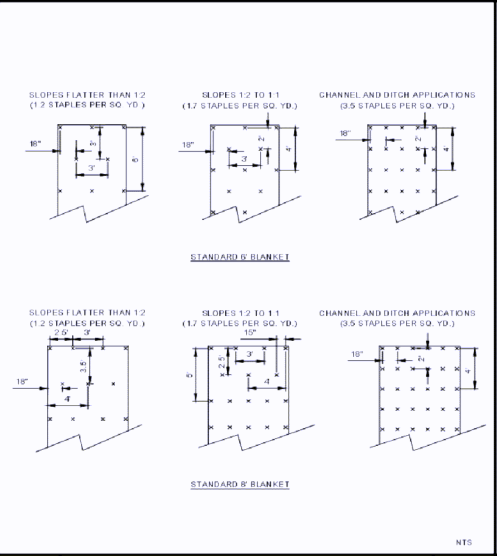 SLOPES FLATTER THAN 1:2
(1.2 STAPLES PER SQ. YD.)
SLOPES 1:2 TO 1:1
(1.7 STAPLES PER SQ. YD.)
CHANNEL AND DITCH APPLICATIONS
(3.5 STAPLES PER SQ. YD.)
18"
3'
3'
6'
18"
2'
3'
4'
18"
2'
4'
STANDARD 6' BLANKET
SLOPES FLATTER THAN 1:2
(1.2 STAPLES PER SQ. YD.)
SLOPES 1:2 TO 1:1
(1.7 STAPLES PER SQ. YD.)
CHANNEL AND DITCH APPLICATIONS
(3.5 STAPLES PER SQ. YD.)
2.5'
3'
3.5'
18"
4'
15"
3'
2.5'
5'
4'
18"
2'
4'
STANDARD 8' BLANKET
NTS